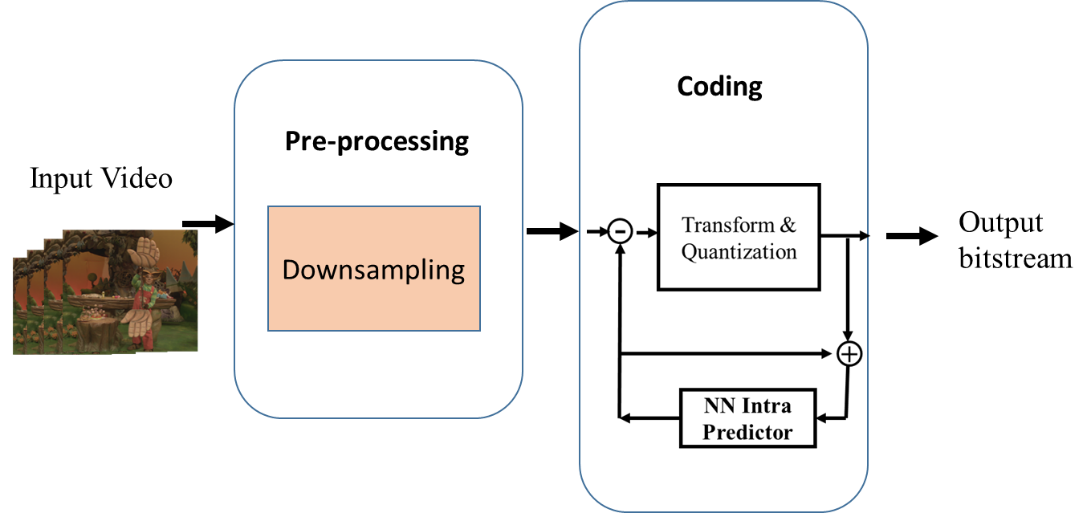 Input Video
Pre-processing
Downsampling
Coding
-
Transform &
Quantization
+
NN Intra
Predictor
Output
bitstream